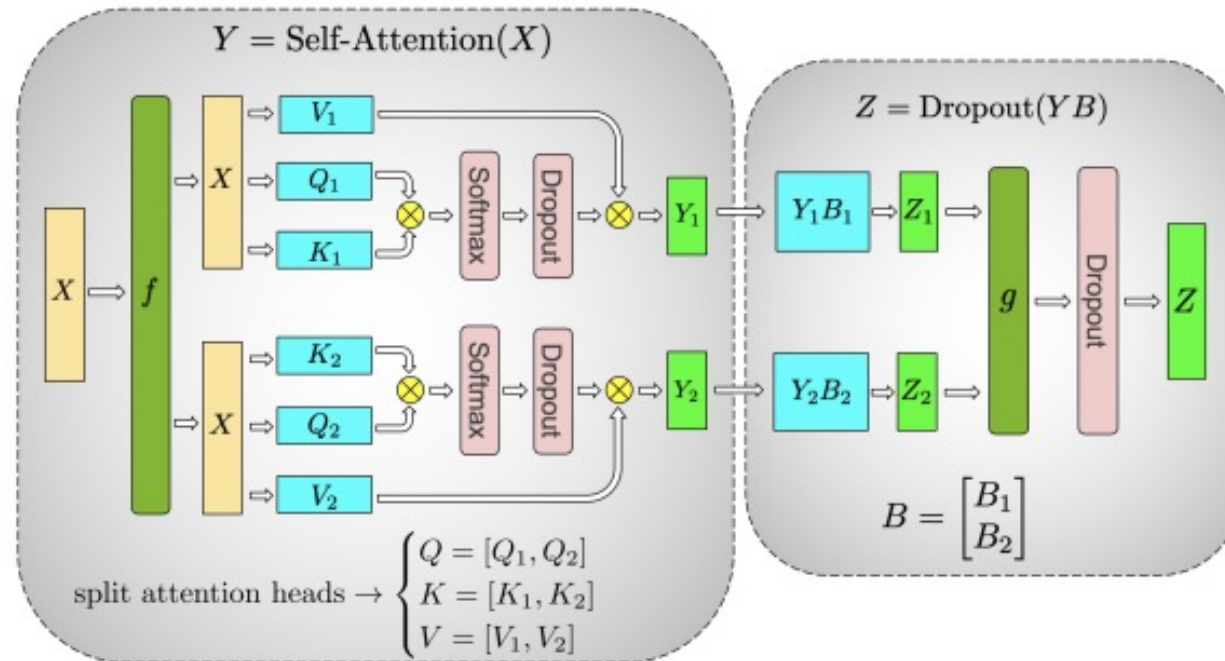 Y = Self-Attention(X)
X
f
X
V₁
Q₁
K₁
Softmax
Dropout
Y₁
X
K₂
Q₂
V₂
Softmax
Dropout
Y₂
split attention heads → { Q = [Q₁, Q₂]
K = [K₁, K₂]
V = [V₁, V₂]
Z = Dropout(YB)
Y₁B₁
Z₁
Y₂B₂
Z₂
g
Dropout
Z
B = [B₁
B₂]